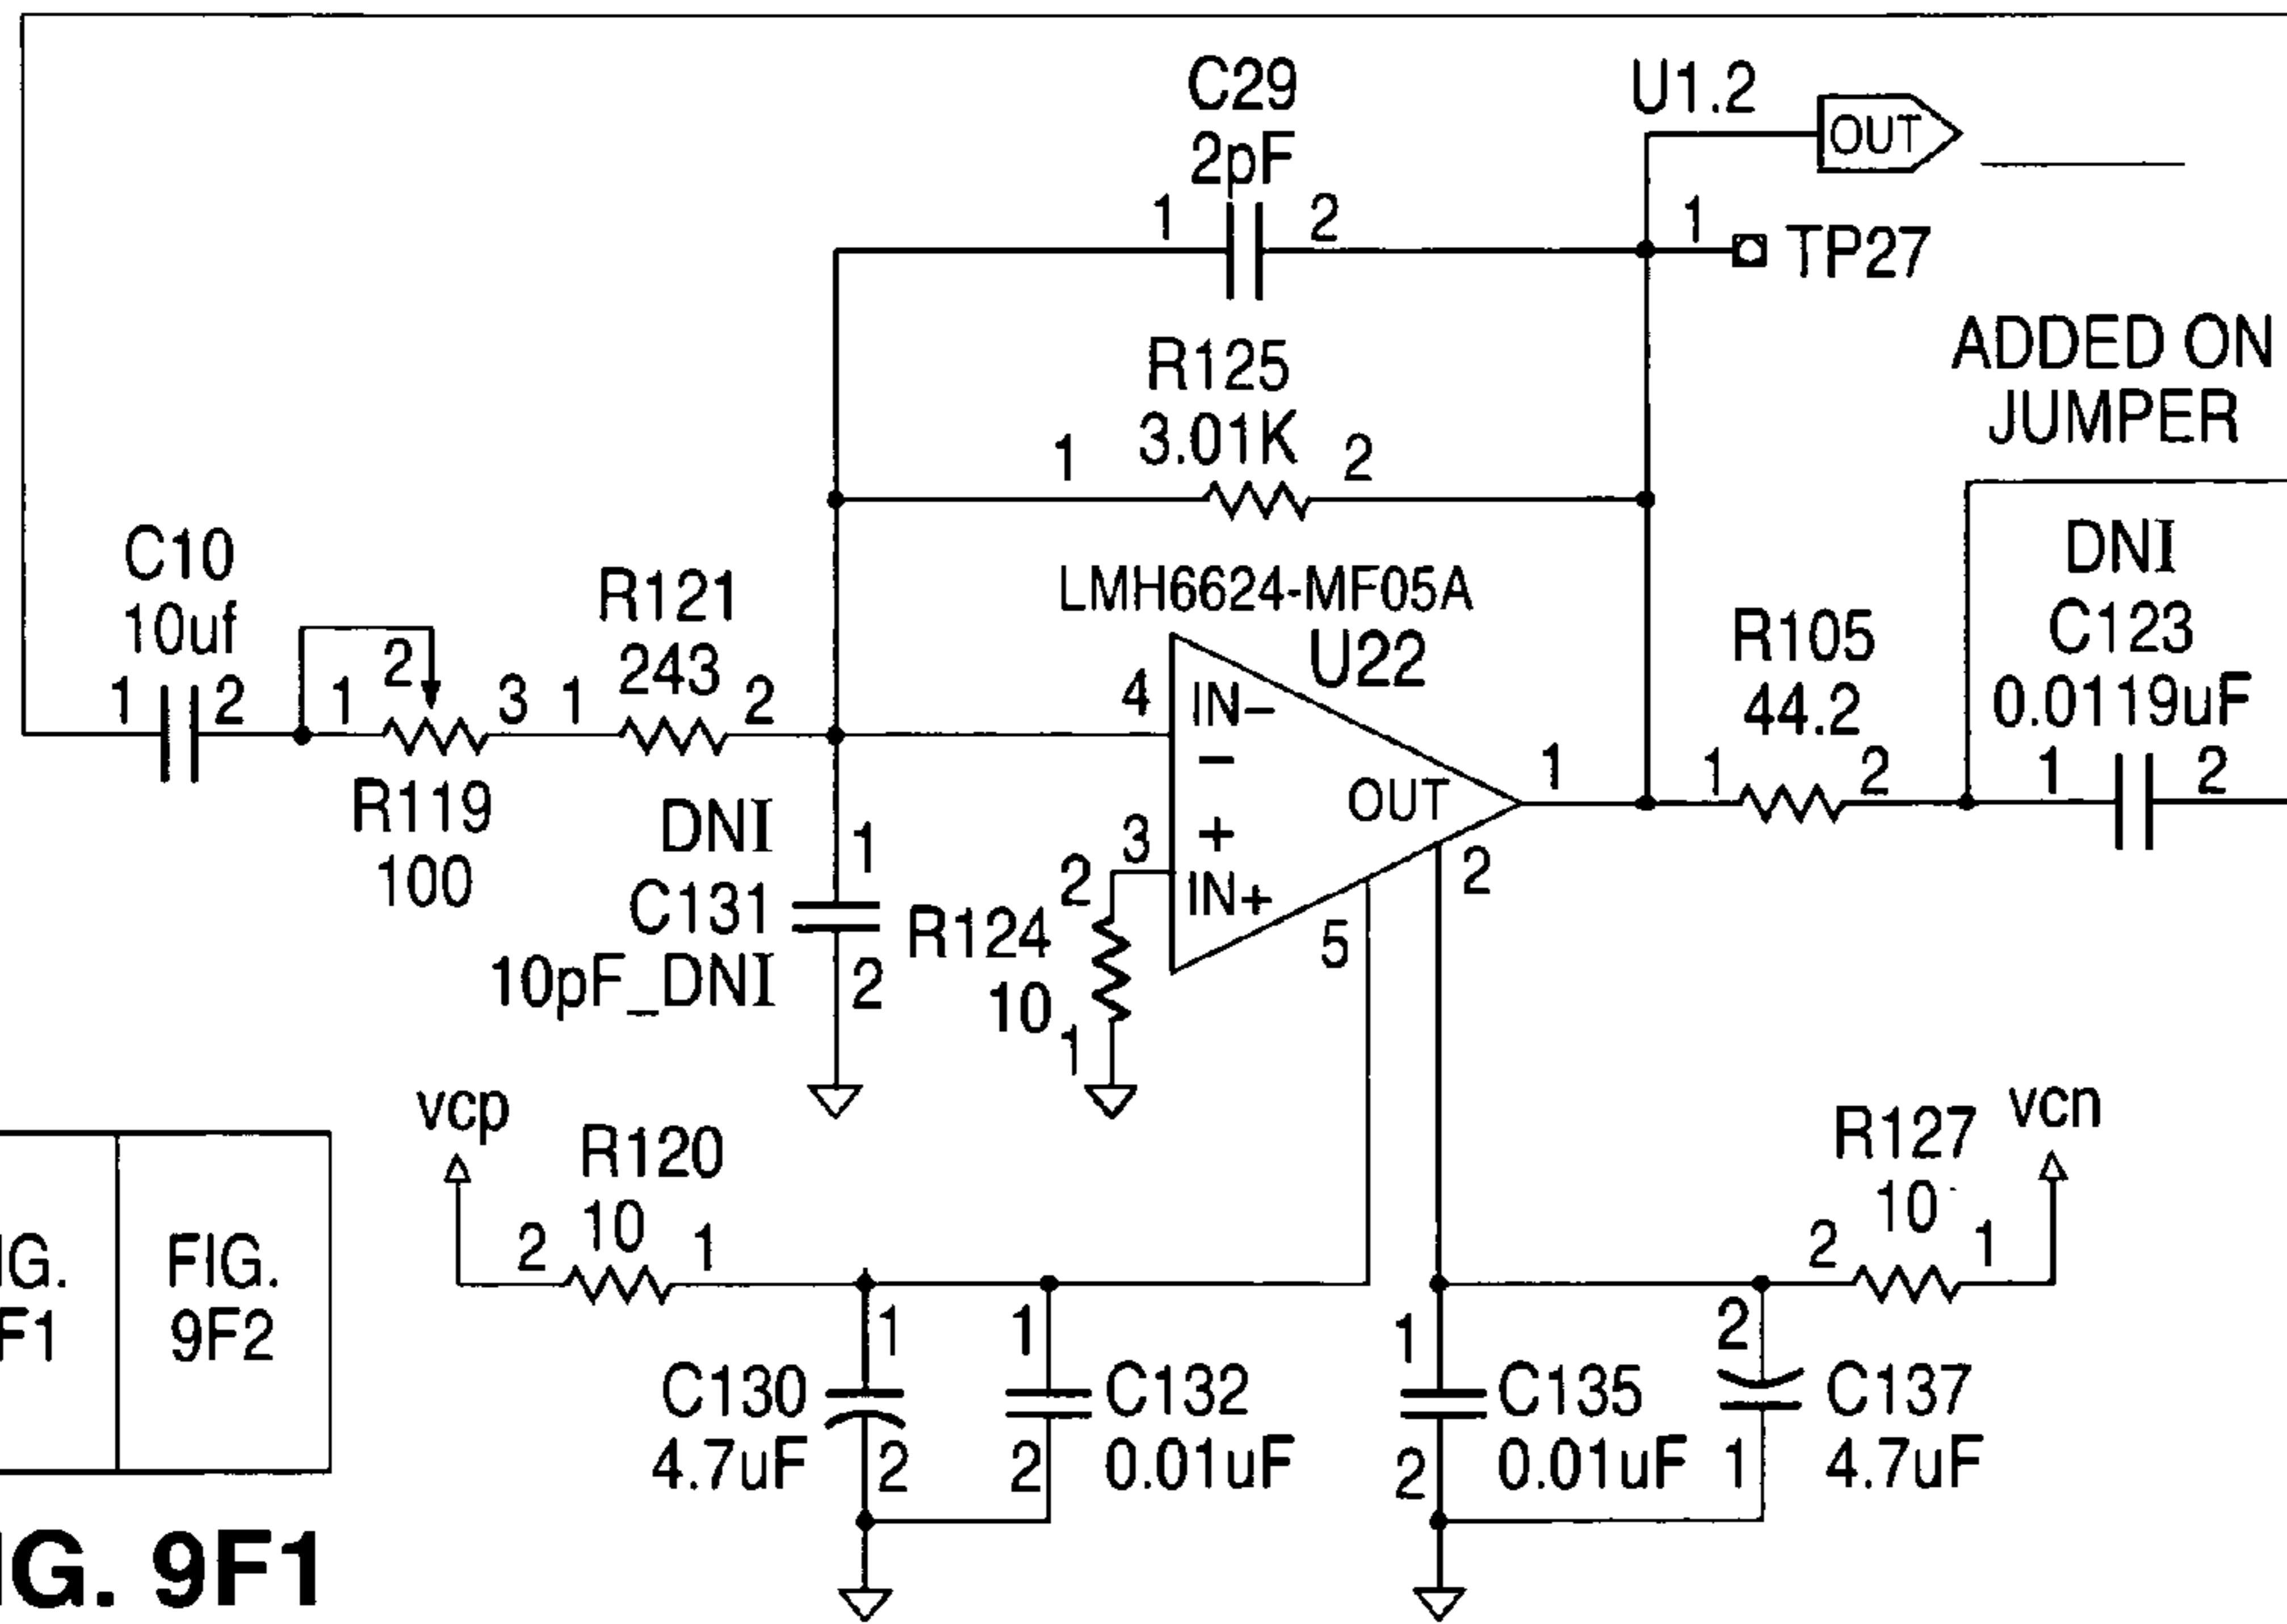 C29
2pF
1
2
U1.2
OUT
1
TP27
R125
3.01K
1
2
ADDED ON
JUMPER
C10
10uf
1
2
1
2
3
R119
100
R121
243
1
2
LMH6624-MF05A
U22
4
IN-
-
+
IN+
3
OUT
1
5
2
R105
44.2
1
2
DNI
C123
0.0119uF
1
2
DNI
C131
10pF_DNI
1
2
R124
10
2
1
vcp
R120
10
2
1
C130
4.7uF
1
2
C132
0.01uF
1
2
C135
0.01uF
1
2
C137
4.7uF
2
1
R127
10
2
1
vcn
G.
F1
FIG.
9F2
IG. 9F1